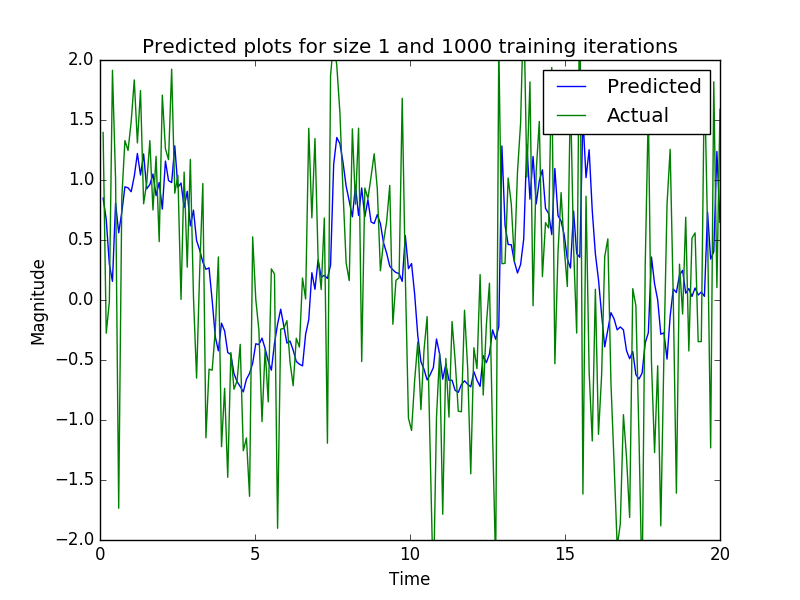 Predicted plots for size 1 and 1000 training iterations
Predicted
Actual
2.0
1.5
1.0
0.5
0.0
−0.5
−1.0
−1.5
−2.0
Magnitude
0 5 10 15 20
Time